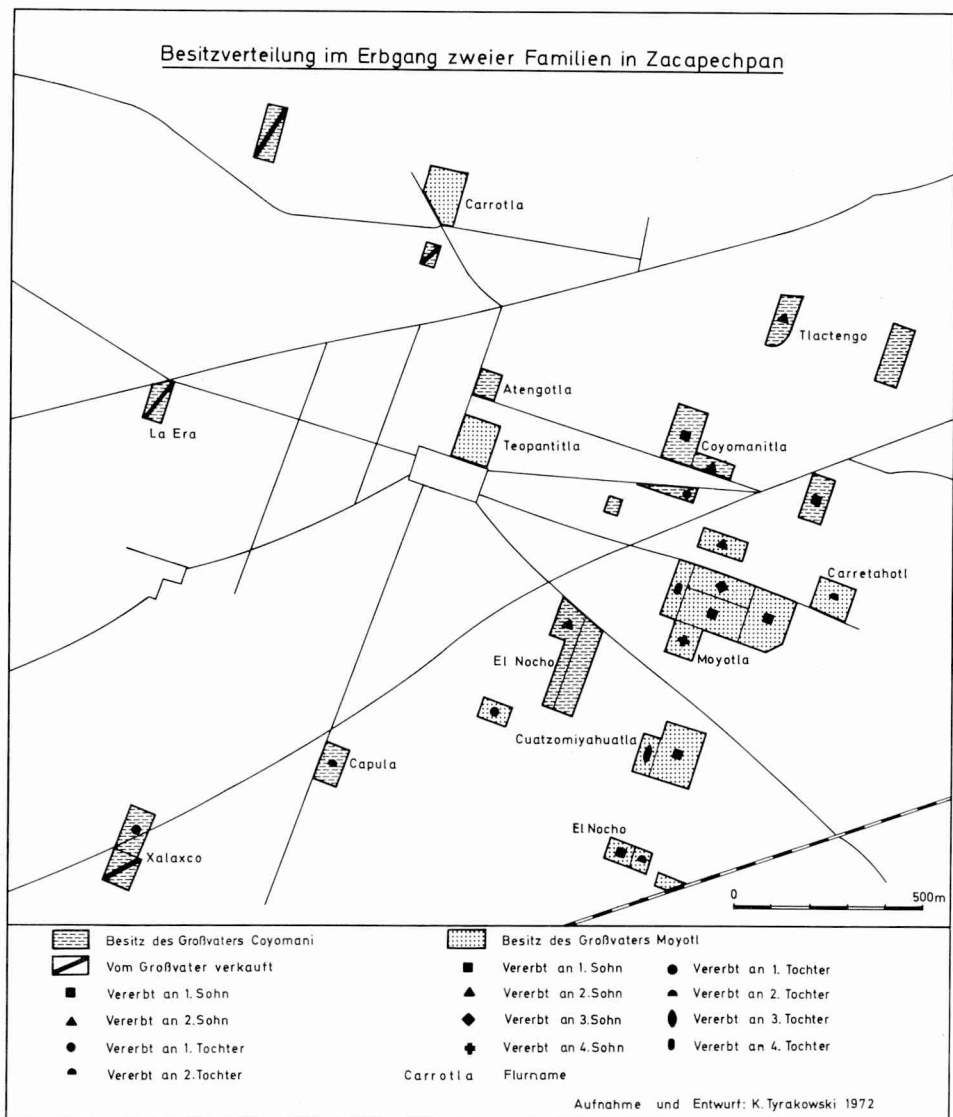 Besitzverteilung im Erbgang zweier Familien in Zacapechpan
Carrotla
Tlactengo
Atengotla
La Era
Teopantitla
Coyomanitla
Carretahotl
El Nocho
Moyotla
Cuatzomiyahuatla
Capula
El Nocho
Xalaxco
0 500m
Besitz des Großvaters Coyomani
Vom Großvater verkauft
Vererbt an 1. Sohn
Vererbt an 2. Sohn
Vererbt an 1. Tochter
Vererbt an 2. Tochter
Besitz des Großvaters Moyotl
Vererbt an 1. Sohn
Vererbt an 2. Sohn
Vererbt an 3. Sohn
Vererbt an 4. Sohn
Vererbt an 1. Tochter
Vererbt an 2. Tochter
Vererbt an 3. Tochter
Vererbt an 4. Tochter
Carrotla Flurname
Aufnahme und Entwurf: K. Tyrakowski 1972